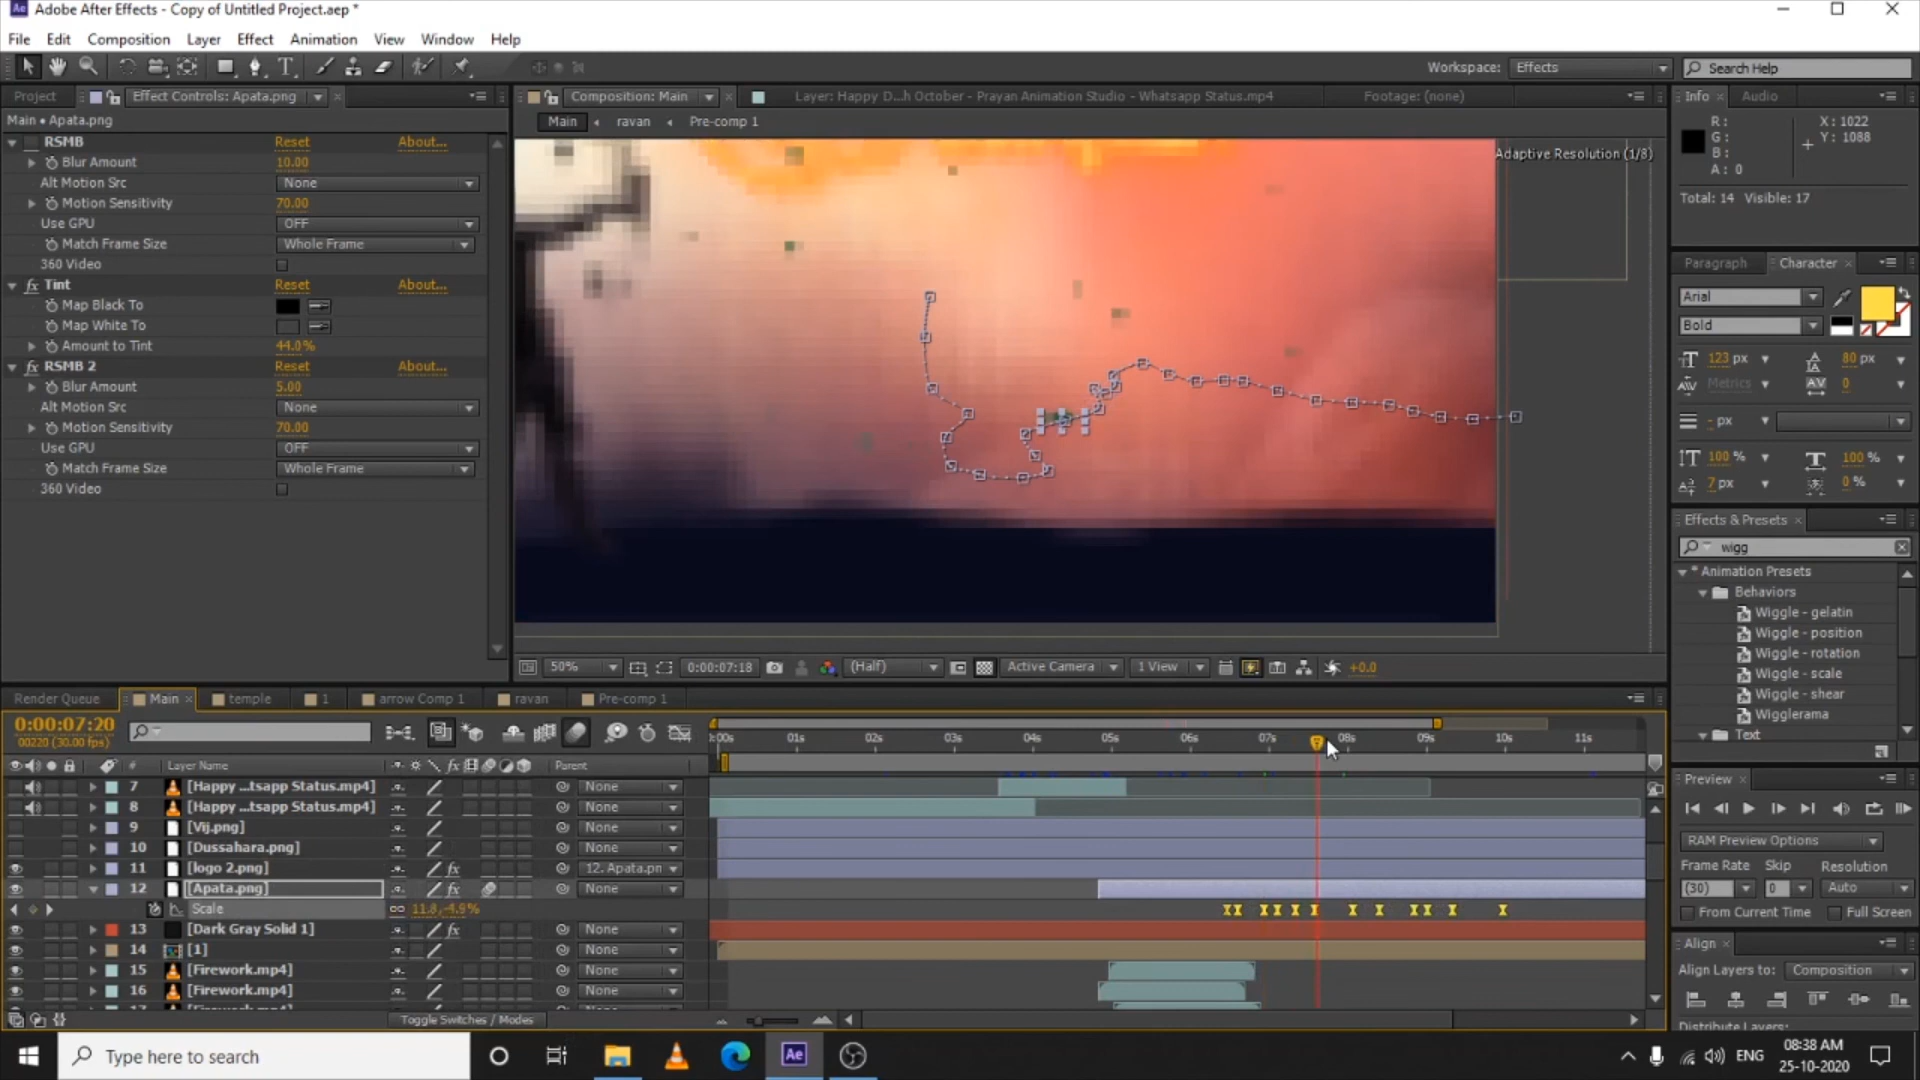 Adobe After Effects - Copy of Untitled Project.aep *
File Edit Composition Layer Effect Animation View Window Help
Workspace: Effects
Search Help
Project
Effect Controls: Apata.png
Composition: Main
Layer: Happy D...h October - Prayan Animation Studio - Whatsapp Status.mp4
Footage: (none)
Info
Audio
Main • Apata.png
Main
ravan
Pre-comp 1
RSMB Reset About...
Blur Amount 10.00
Alt Motion Src None
Motion Sensitivity 70.00
Use GPU OFF
Match Frame Size Whole Frame
360 Video
Tint Reset About...
Map Black To
Map White To
Amount to Tint 44.0%
RSMB 2 Reset About...
Blur Amount 5.00
Alt Motion Src None
Motion Sensitivity 70.00
Use GPU OFF
Match Frame Size Whole Frame
360 Video
Adaptive Resolution (1/8)
R:
G:
B:
A: 0
X: 1022
Y: 1088
Total: 14 Visible: 17
Paragraph
Character
Arial
Bold
123 px
80 px
Metrics
0
- px
100 %
100 %
7 px
0 %
Effects & Presets
wigg
* Animation Presets
Behaviors
Wiggle - gelatin
Wiggle - position
Wiggle - rotation
Wiggle - scale
Wiggle - shear
Wigglerama
Text
50%
0:00:07:18
(Half)
Active Camera
1 View
+0.0
Render Queue
Main
temple
1
arrow Comp 1
ravan
Pre-comp 1
0:00:07:20
00220 (30.00 fps)
:00s 01s 02s 03s 04s 05s 06s 07s 08s 09s 10s 11s
# Layer Name
Parent
7 [Happy ...tsapp Status.mp4] None
8 [Happy ...tsapp Status.mp4] None
9 [Vij.png] None
10 [Dussahara.png] None
11 [logo 2.png] 12. Apata.pn
12 [Apata.png] None
Scale 11.8,-4.9%
13 [Dark Gray Solid 1] None
14 [1] None
15 [Firework.mp4] None
16 [Firework.mp4] None
Toggle Switches / Modes
Preview
RAM Preview Options
Frame Rate Skip Resolution
(30) 0 Auto
From Current Time Full Screen
Align
Align Layers to: Composition
Distribute Layers:
Type here to search
Ae
ENG
08:38 AM
25-10-2020